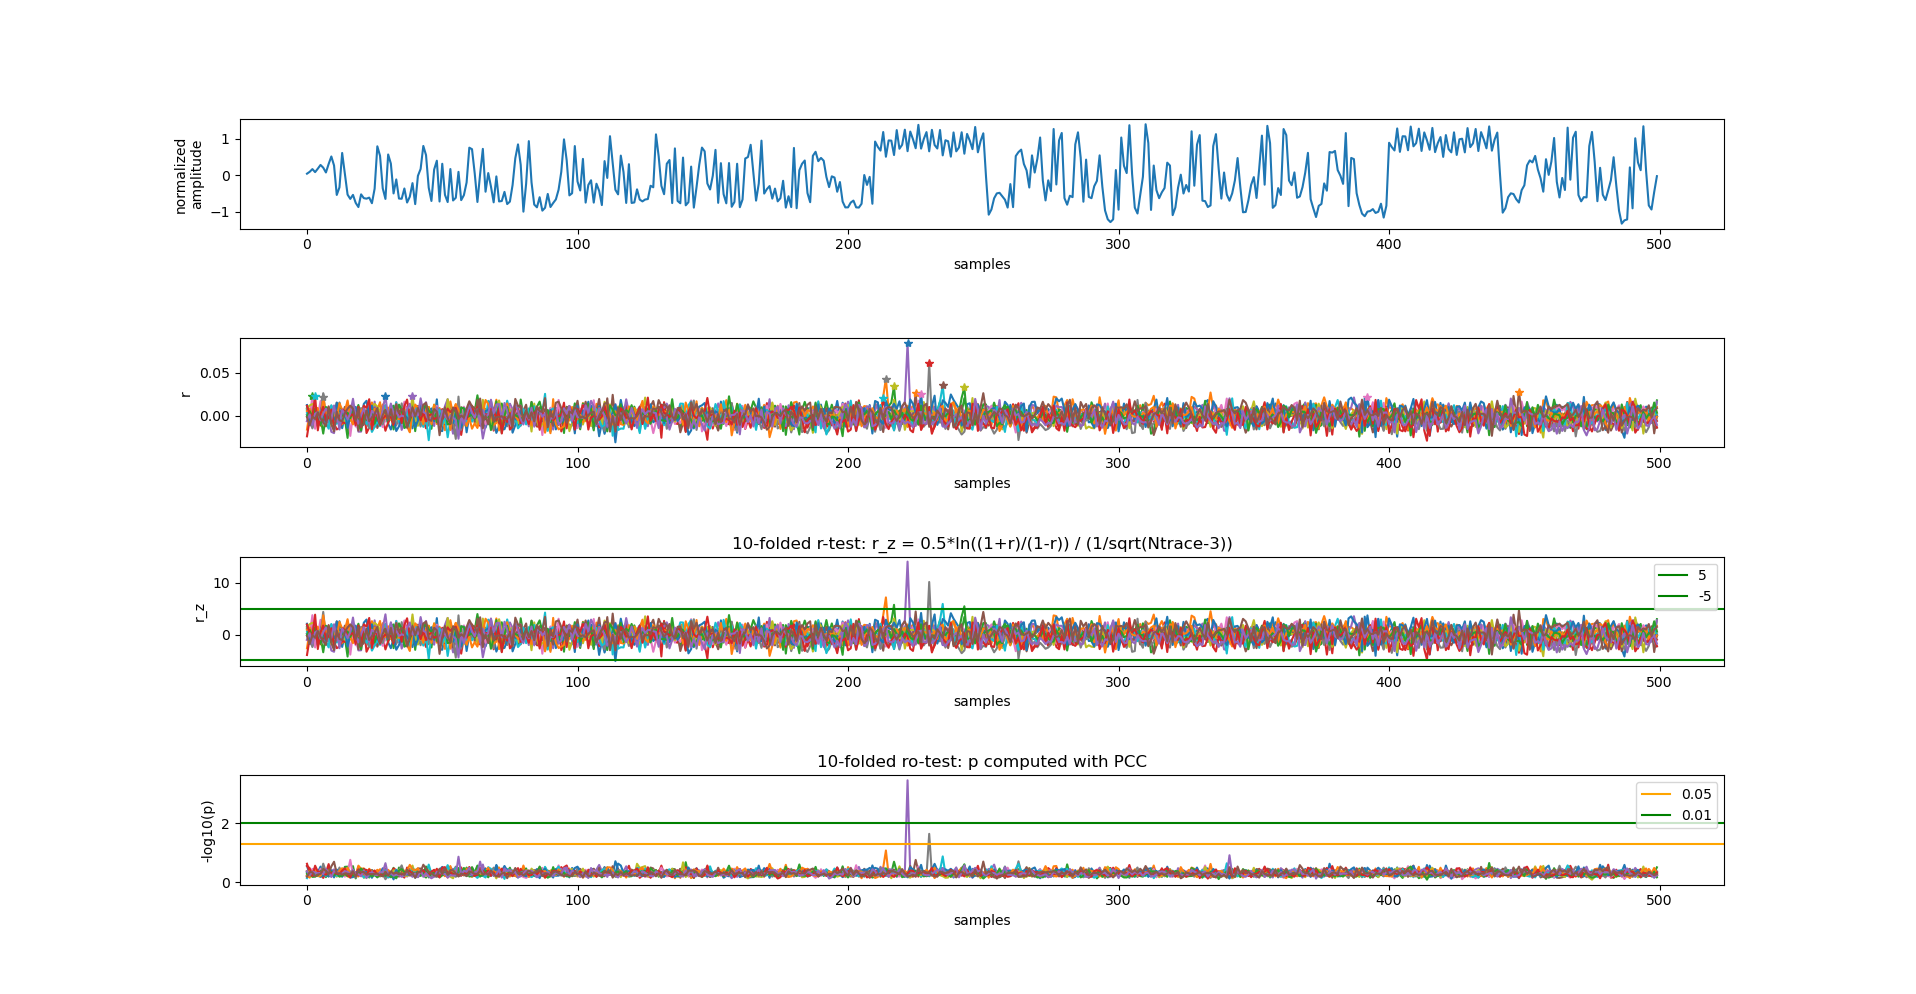 normalized
amplitude
1
0
−1
0 100 200 300 400 500
samples
r
0.05
0.00
0 100 200 300 400 500
samples
10-folded r-test: r_z = 0.5*ln((1+r)/(1-r)) / (1/sqrt(Ntrace-3))
r_z
10
0
5
-5
0 100 200 300 400 500
samples
10-folded ro-test: p computed with PCC
-log10(p)
2
0
0.05
0.01
0 100 200 300 400 500
samples